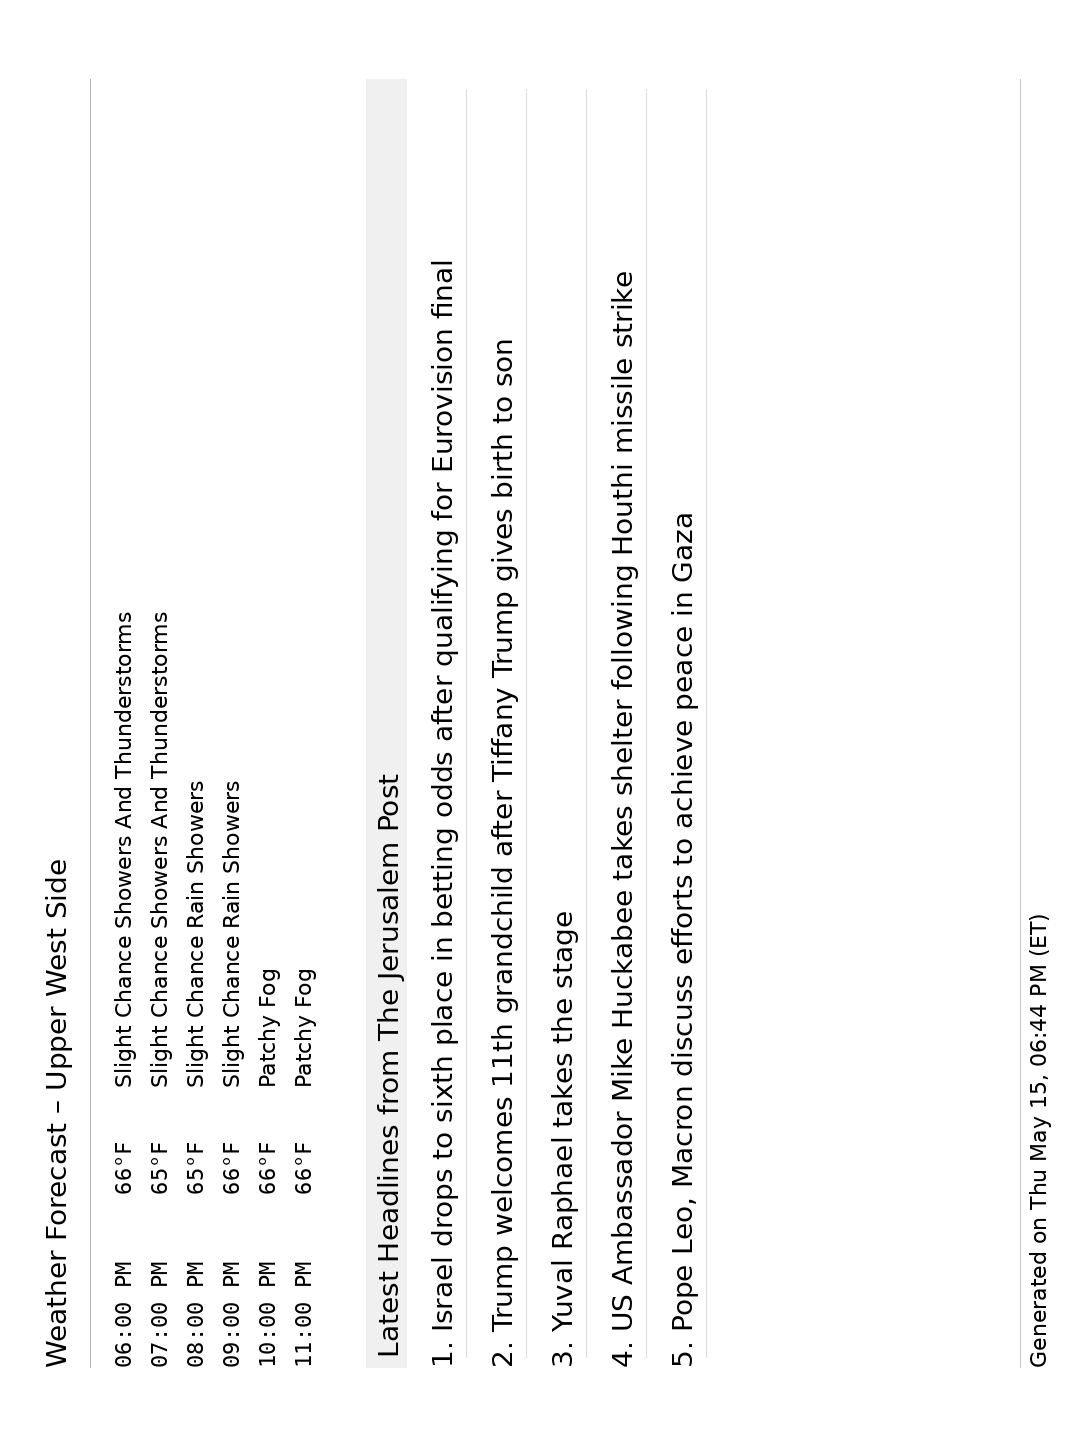 Weather Forecast – Upper West Side
06:00 PM 66°F Slight Chance Showers And Thunderstorms
07:00 PM 65°F Slight Chance Showers And Thunderstorms
08:00 PM 65°F Slight Chance Rain Showers
09:00 PM 66°F Slight Chance Rain Showers
10:00 PM 66°F Patchy Fog
11:00 PM 66°F Patchy Fog
Latest Headlines from The Jerusalem Post
1. Israel drops to sixth place in betting odds after qualifying for Eurovision final
2. Trump welcomes 11th grandchild after Tiffany Trump gives birth to son
3. Yuval Raphael takes the stage
4. US Ambassador Mike Huckabee takes shelter following Houthi missile strike
5. Pope Leo, Macron discuss efforts to achieve peace in Gaza
Generated on Thu May 15, 06:44 PM (ET)